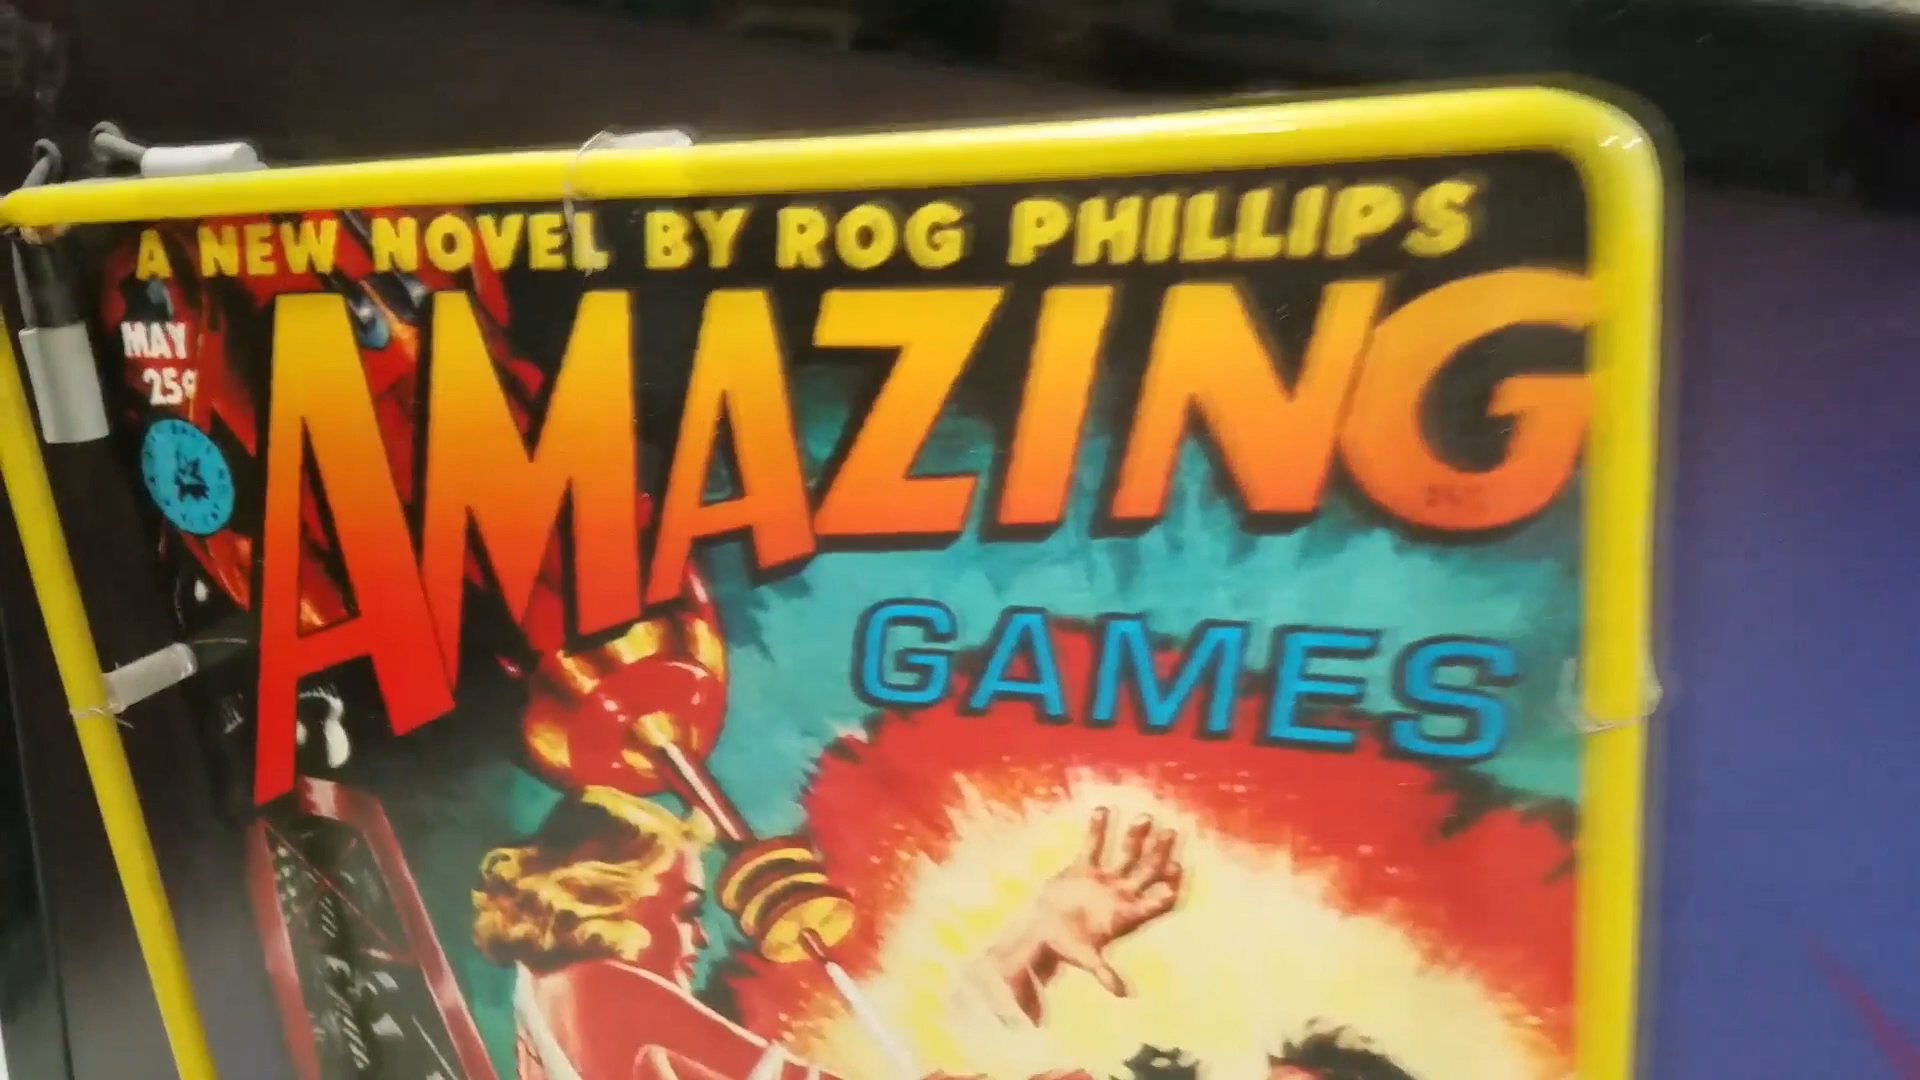 A NEW NOVEL BY ROG PHILLIPS
MAY
25¢
AMAZING
GAMES